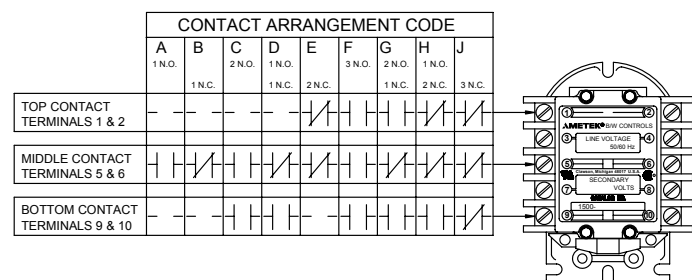 CONTACT ARRANGEMENT CODE
A B C D E F G H J
1 N.O. 2 N.O. 1 N.O. 3 N.O. 2 N.O. 1 N.O.
1 N.C. 1 N.C. 2 N.C. 1 N.C. 2 N.C. 3 N.C.
TOP CONTACT
TERMINALS 1 & 2
MIDDLE CONTACT
TERMINALS 5 & 6
BOTTOM CONTACT
TERMINALS 9 & 10
1 2
AMETEK® B/W CONTROLS
3 LINE VOLTAGE 4
50/60 Hz
5 6
Clawson, Michigan 48017 U.S.A.
SECONDARY
7 VOLTS 8
1500-
9 10